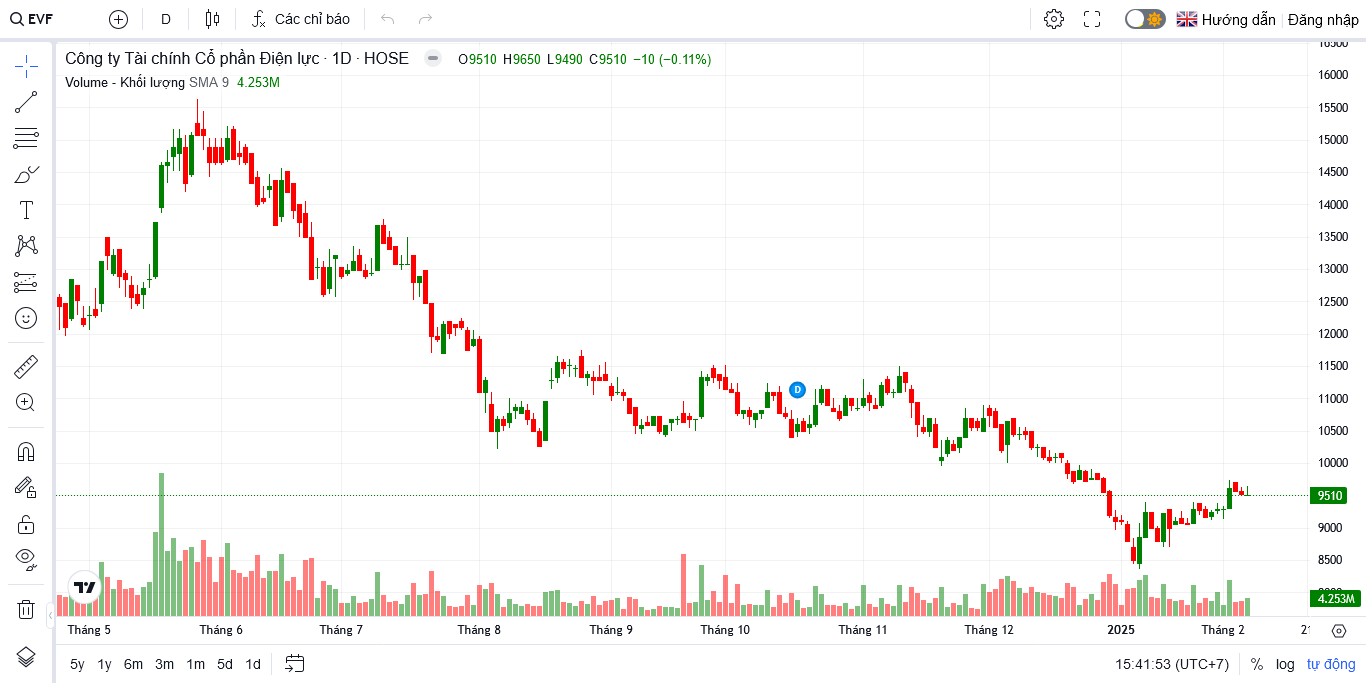 EVF D Các chỉ báo Hướng dẫn Đăng nhập
Công ty Tài chính Cổ phần Điện lực · 1D · HOSE O9510 H9650 L9490 C9510 −10 (−0.11%)
Volume - Khối lượng SMA 9 4.253M
16500
16000
15500
15000
14500
14000
13500
13000
12500
12000
11500
11000
D
10500
10000
9510
9000
8500
4.253M
Tháng 5 Tháng 6 Tháng 7 Tháng 8 Tháng 9 Tháng 10 Tháng 11 Tháng 12 2025 Tháng 2
5y 1y 6m 3m 1m 5d 1d 15:41:53 (UTC+7) % log tự động